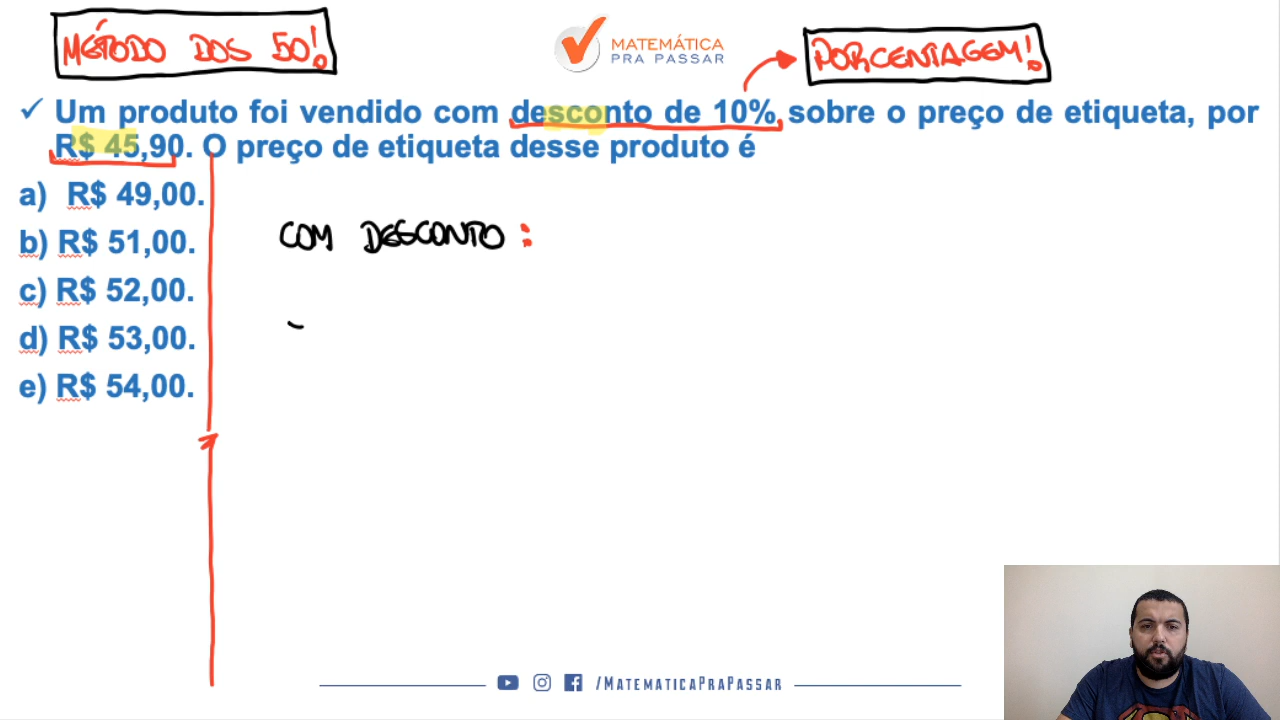 MÉTODO DOS 50!
MATEMÁTICA
PRA PASSAR
PORCENTAGEM!
✓ Um produto foi vendido com desconto de 10% sobre o preço de etiqueta, por
R$ 45,90. O preço de etiqueta desse produto é
a) R$ 49,00.
b) R$ 51,00.
c) R$ 52,00.
d) R$ 53,00.
e) R$ 54,00.
COM DESCONTO:
/MATEMATICAPRAPASSAR